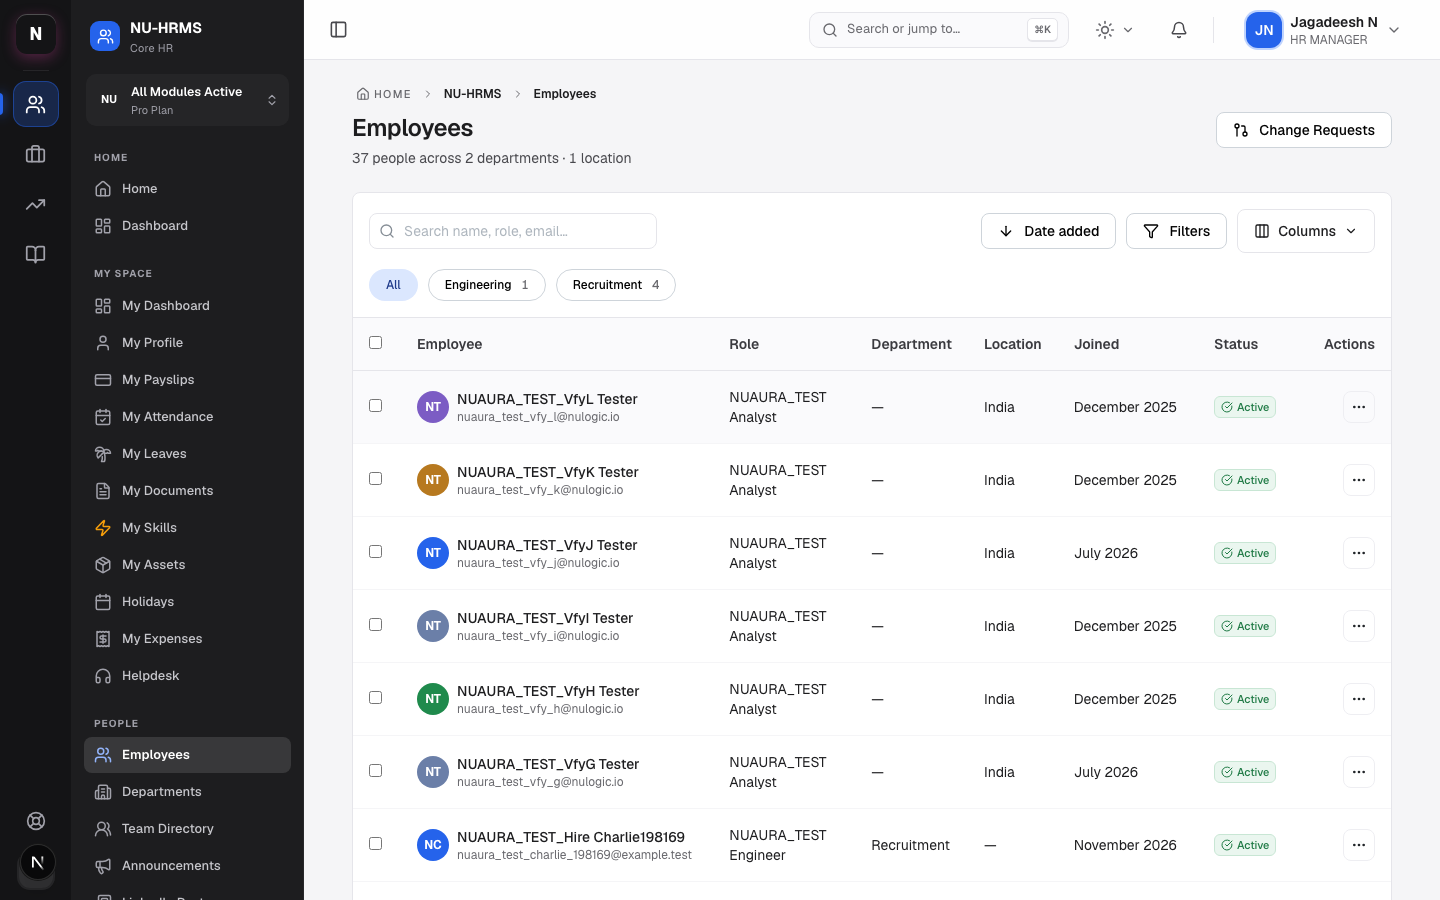 N
NU-HRMS
Core HR
NU
All Modules Active
Pro Plan
HOME
Home
Dashboard
MY SPACE
My Dashboard
My Profile
My Payslips
My Attendance
My Leaves
My Documents
My Skills
My Assets
Holidays
My Expenses
Helpdesk
PEOPLE
Employees
Departments
Team Directory
Announcements
N
Search or jump to...
⌘K
JN
Jagadeesh N
HR MANAGER
HOME > NU-HRMS > Employees
Employees
37 people across 2 departments · 1 location
Change Requests
Search name, role, email...
Date added
Filters
Columns
All
Engineering 1
Recruitment 4
Employee Role Department Location Joined Status Actions
NT NUAURA_TEST_VfyL Tester
nuaura_test_vfy_l@nulogic.io
NUAURA_TEST
Analyst
— India December 2025 Active ...
NT NUAURA_TEST_VfyK Tester
nuaura_test_vfy_k@nulogic.io
NUAURA_TEST
Analyst
— India December 2025 Active ...
NT NUAURA_TEST_VfyJ Tester
nuaura_test_vfy_j@nulogic.io
NUAURA_TEST
Analyst
— India July 2026 Active ...
NT NUAURA_TEST_VfyI Tester
nuaura_test_vfy_i@nulogic.io
NUAURA_TEST
Analyst
— India December 2025 Active ...
NT NUAURA_TEST_VfyH Tester
nuaura_test_vfy_h@nulogic.io
NUAURA_TEST
Analyst
— India December 2025 Active ...
NT NUAURA_TEST_VfyG Tester
nuaura_test_vfy_g@nulogic.io
NUAURA_TEST
Analyst
— India July 2026 Active ...
NC NUAURA_TEST_Hire Charlie198169
nuaura_test_charlie_198169@example.test
NUAURA_TEST
Engineer
Recruitment — November 2026 Active ...